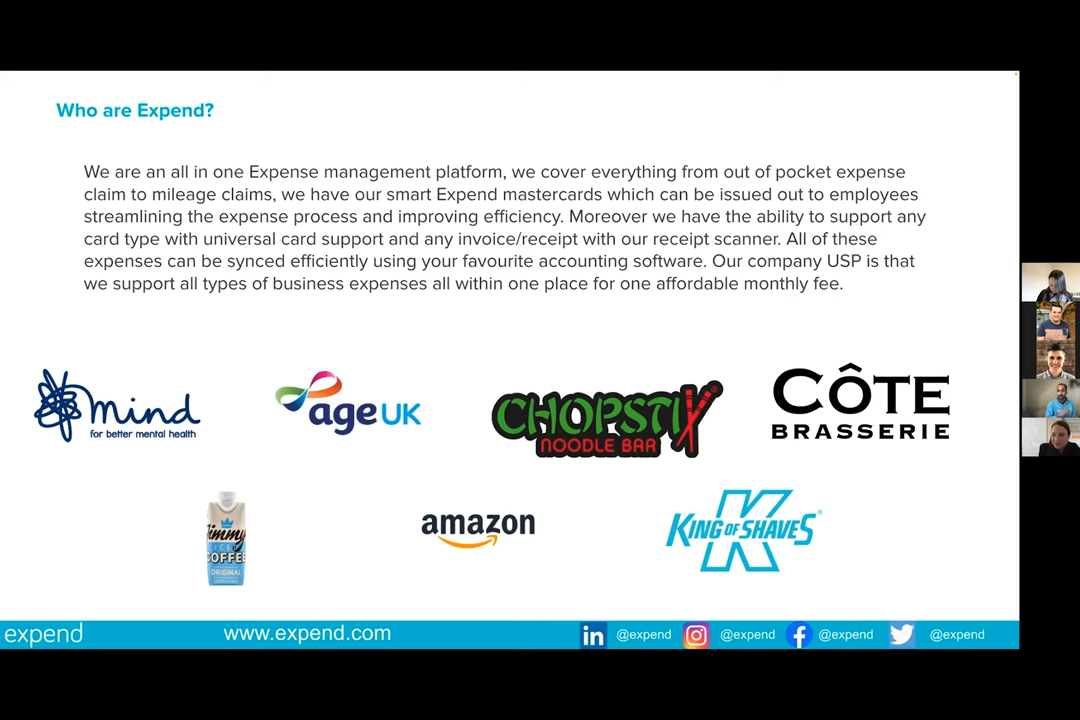 Who are Expend?
We are an all in one Expense management platform, we cover everything from out of pocket expense
claim to mileage claims, we have our smart Expend mastercards which can be issued out to employees
streamlining the expense process and improving efficiency. Moreover we have the ability to support any
card type with universal card support and any invoice/receipt with our receipt scanner. All of these
expenses can be synced efficiently using your favourite accounting software. Our company USP is that
we support all types of business expenses all within one place for one affordable monthly fee.
mind
for better mental health
age UK
CHOPSTIX
NOODLE BAR
CÔTE
BRASSERIE
Jimmy's
ICED
COFFEE
ORIGINAL
amazon
K
KING OF SHAVES
expend
www.expend.com
in @expend
@expend
f @expend
@expend